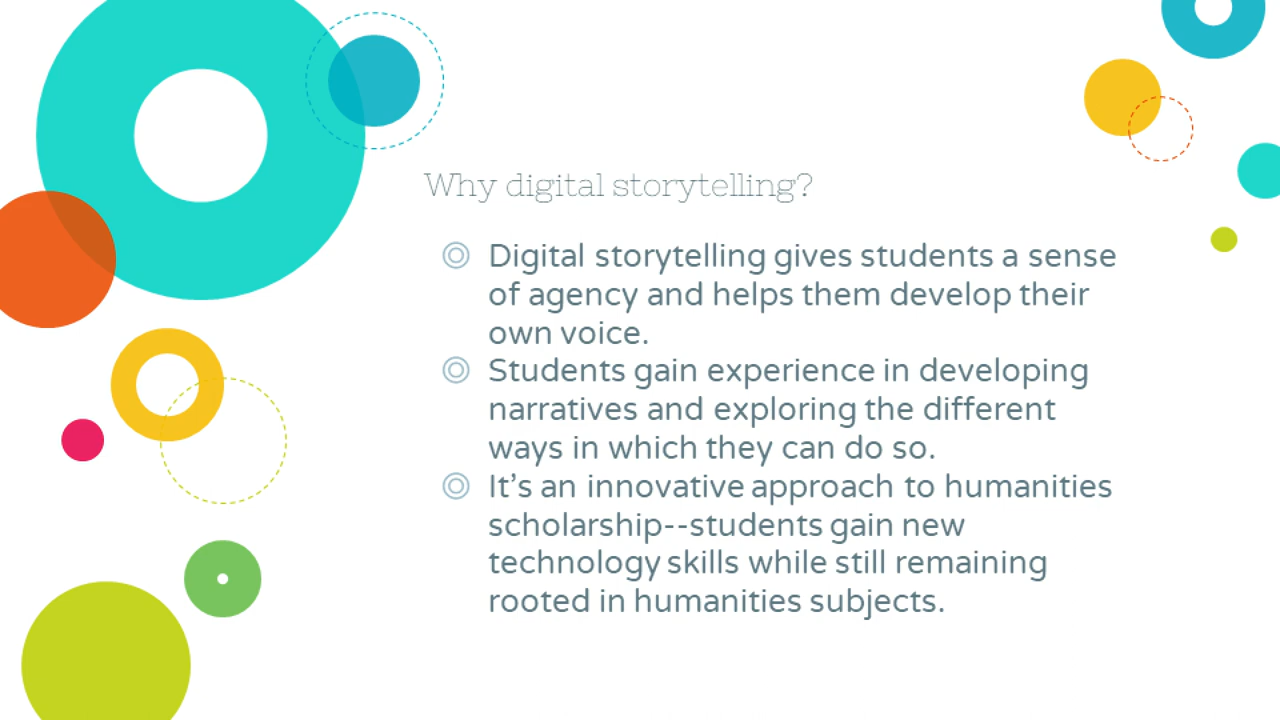 Why digital storytelling?
Digital storytelling gives students a sense
of agency and helps them develop their
own voice.
Students gain experience in developing
narratives and exploring the different
ways in which they can do so.
It’s an innovative approach to humanities
scholarship--students gain new
technology skills while still remaining
rooted in humanities subjects.